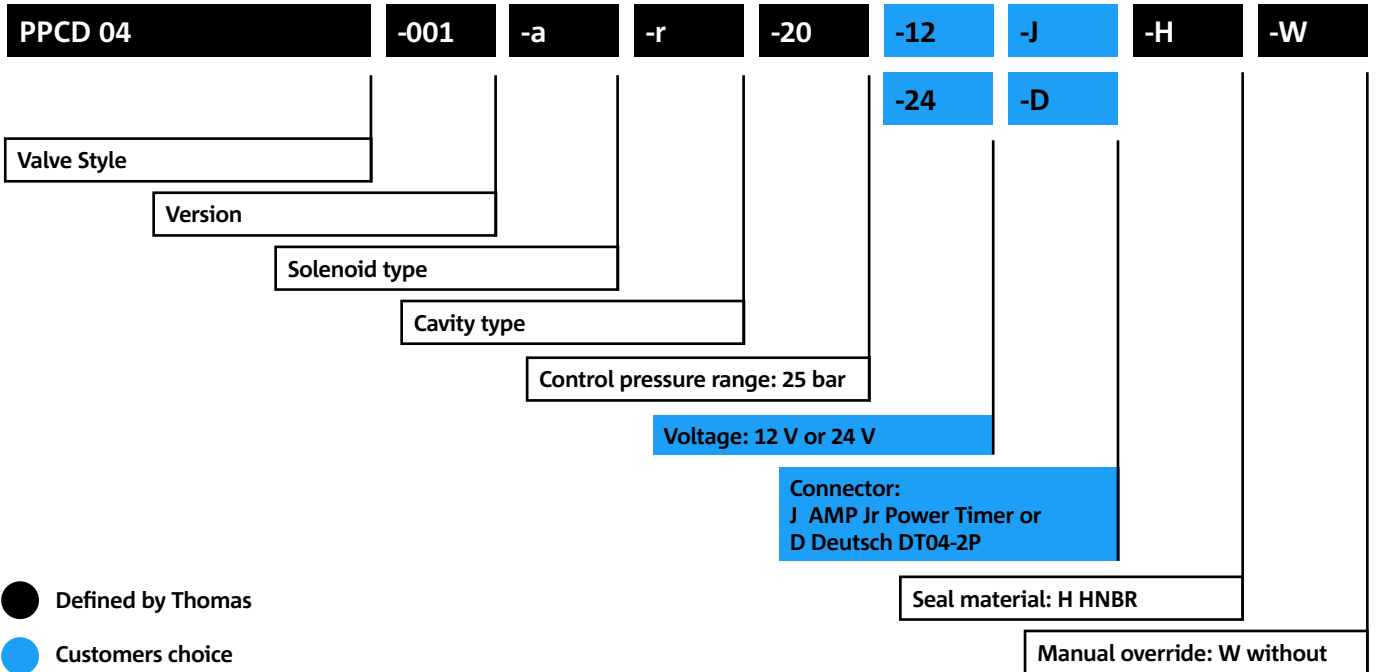 PPCD 04 -001 -a -r -20 -12 -J -H -W
-24 -D
Valve Style
Version
Solenoid type
Cavity type
Control pressure range: 25 bar
Voltage: 12 V or 24 V
Connector:
J AMP Jr Power Timer or
D Deutsch DT04-2P
Defined by Thomas
Seal material: H HNBR
Customers choice
Manual override: W without